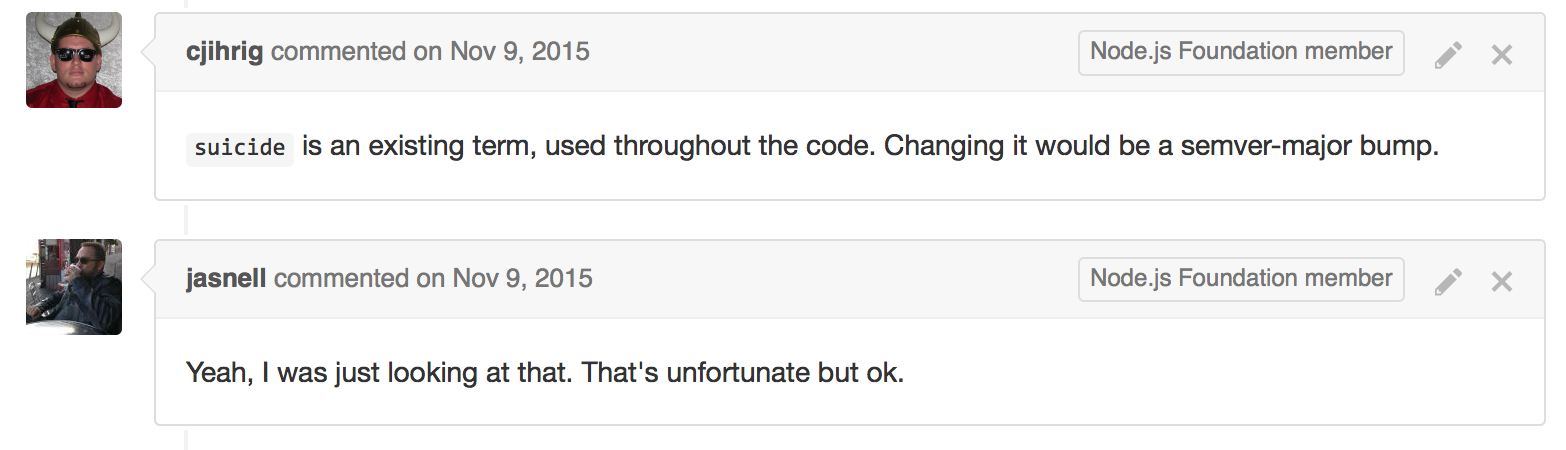 cjihrig commented on Nov 9, 2015 Node.js Foundation member
suicide is an existing term, used throughout the code. Changing it would be a semver-major bump.
jasnell commented on Nov 9, 2015 Node.js Foundation member
Yeah, I was just looking at that. That's unfortunate but ok.